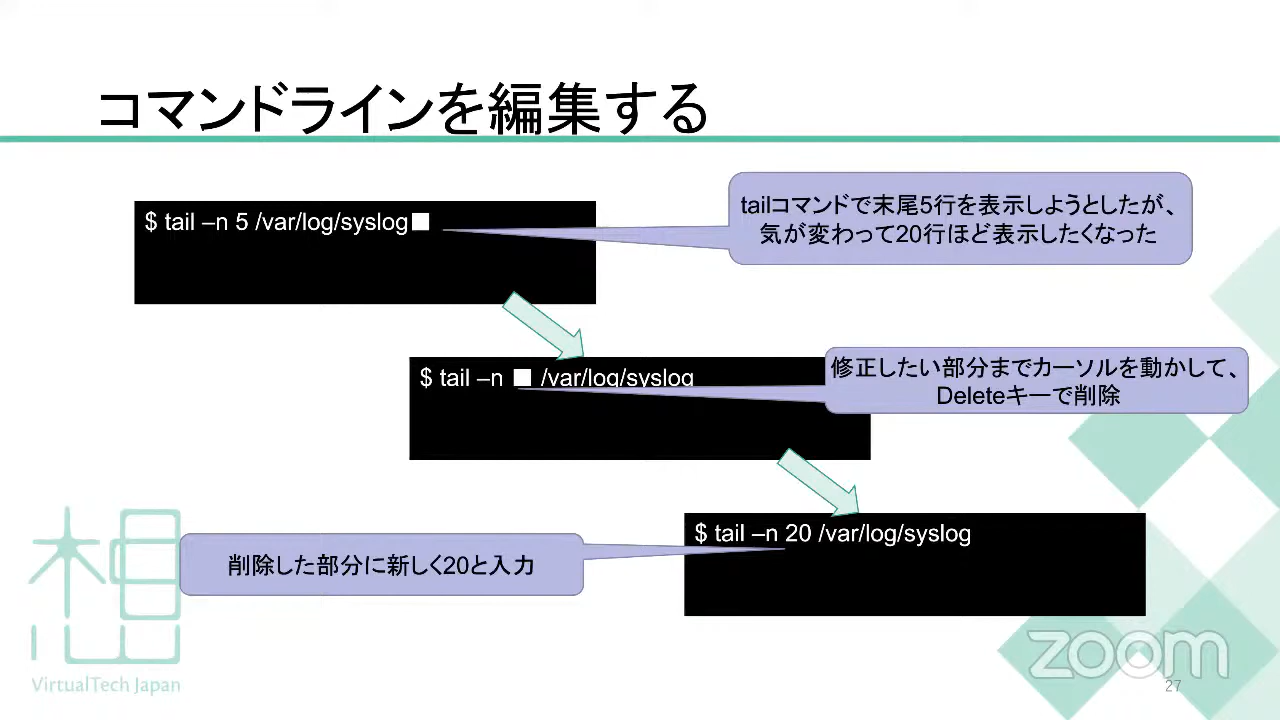 コマンドラインを編集する
$ tail –n 5 /var/log/syslog
tailコマンドで末尾5行を表示しようとしたが、
気が変わって20行ほど表示したくなった
$ tail –n /var/log/syslog
修正したい部分までカーソルを動かして、
Deleteキーで削除
$ tail –n 20 /var/log/syslog
削除した部分に新しく20と入力
想
VirtualTech Japan
zoom
27